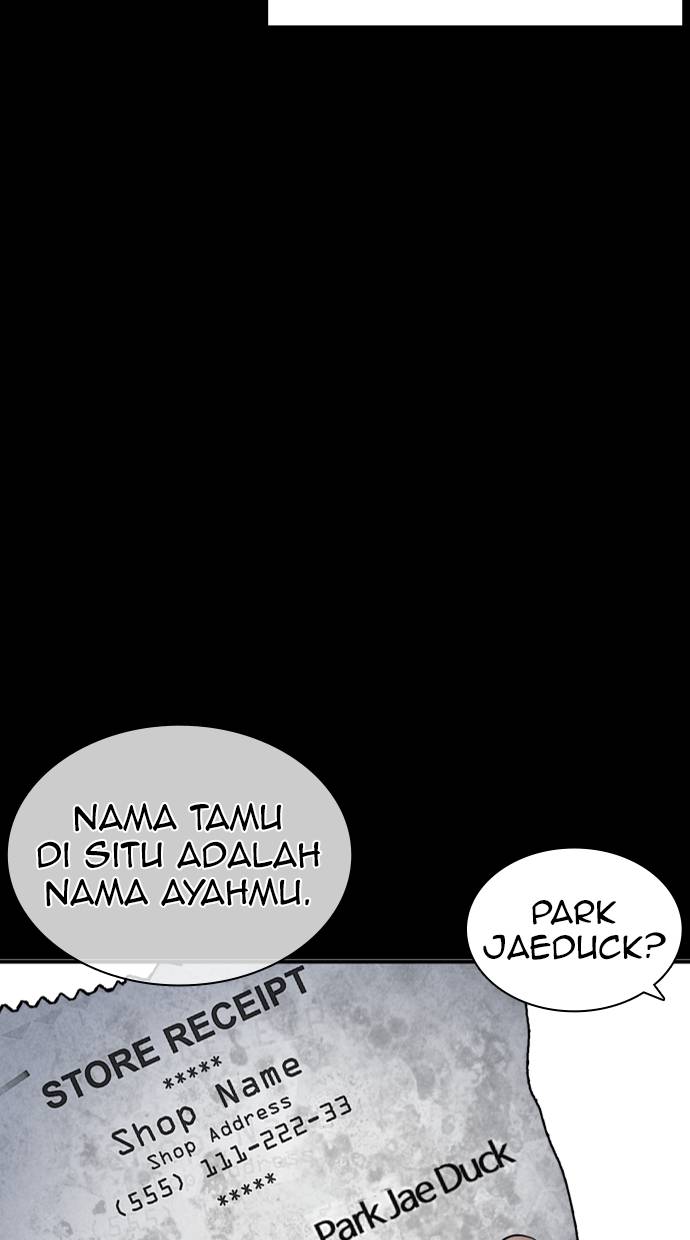 NAMA TAMU
DI SITU ADALAH
NAMA AYAHMU.
PARK
JAEDUCK?
STORE RECEIPT
*****
Shop Name
Shop Address
(555) 111-222-33
*****
Park Jae Duck